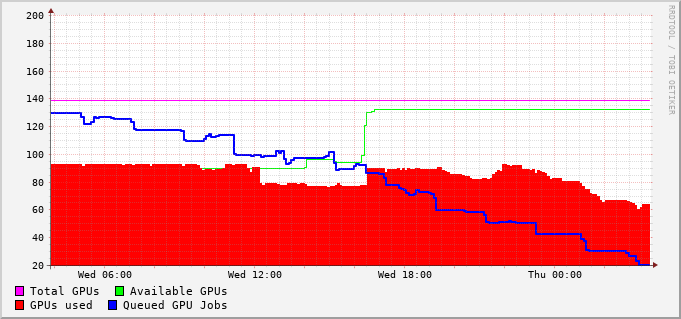 200
180
160
140
120
100
80
60
40
20
Wed 06:00 Wed 12:00 Wed 18:00 Thu 00:00
Total GPUs Available GPUs
GPUs used Queued GPU Jobs
RRDTOOL / TOBI OETIKER